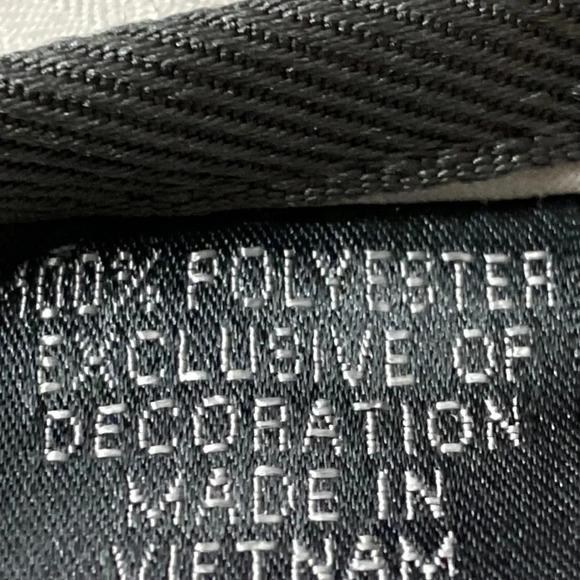 100% POLYESTER
EXCLUSIVE OF
DECORATION
MADE IN
VIETNAM